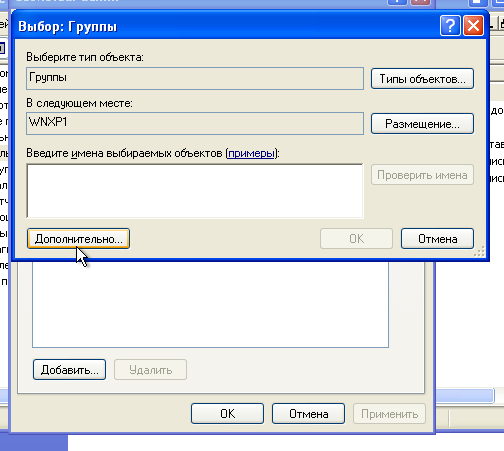 Выбор: Группы
Выберите тип объекта:
Группы
Типы объектов...
В следующем месте:
WNXP1
Размещение...
Введите имена выбираемых объектов (примеры):
Проверить имена
Дополнительно...
OK
Отмена
Добавить...
Удалить
OK
Отмена
Применить